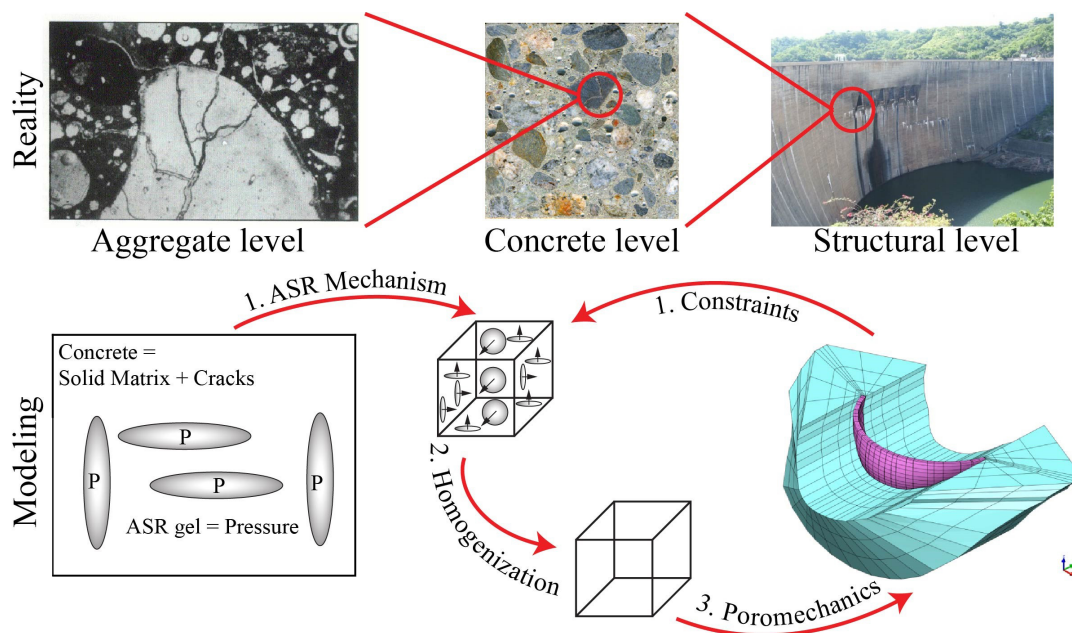 Reality
Aggregate level
Concrete level
Structural level
Modeling
1. ASR Mechanism
1. Constraints
Concrete =
Solid Matrix + Cracks
P
P
P
P
ASR gel = Pressure
2. Homogenization
3. Poromechanics